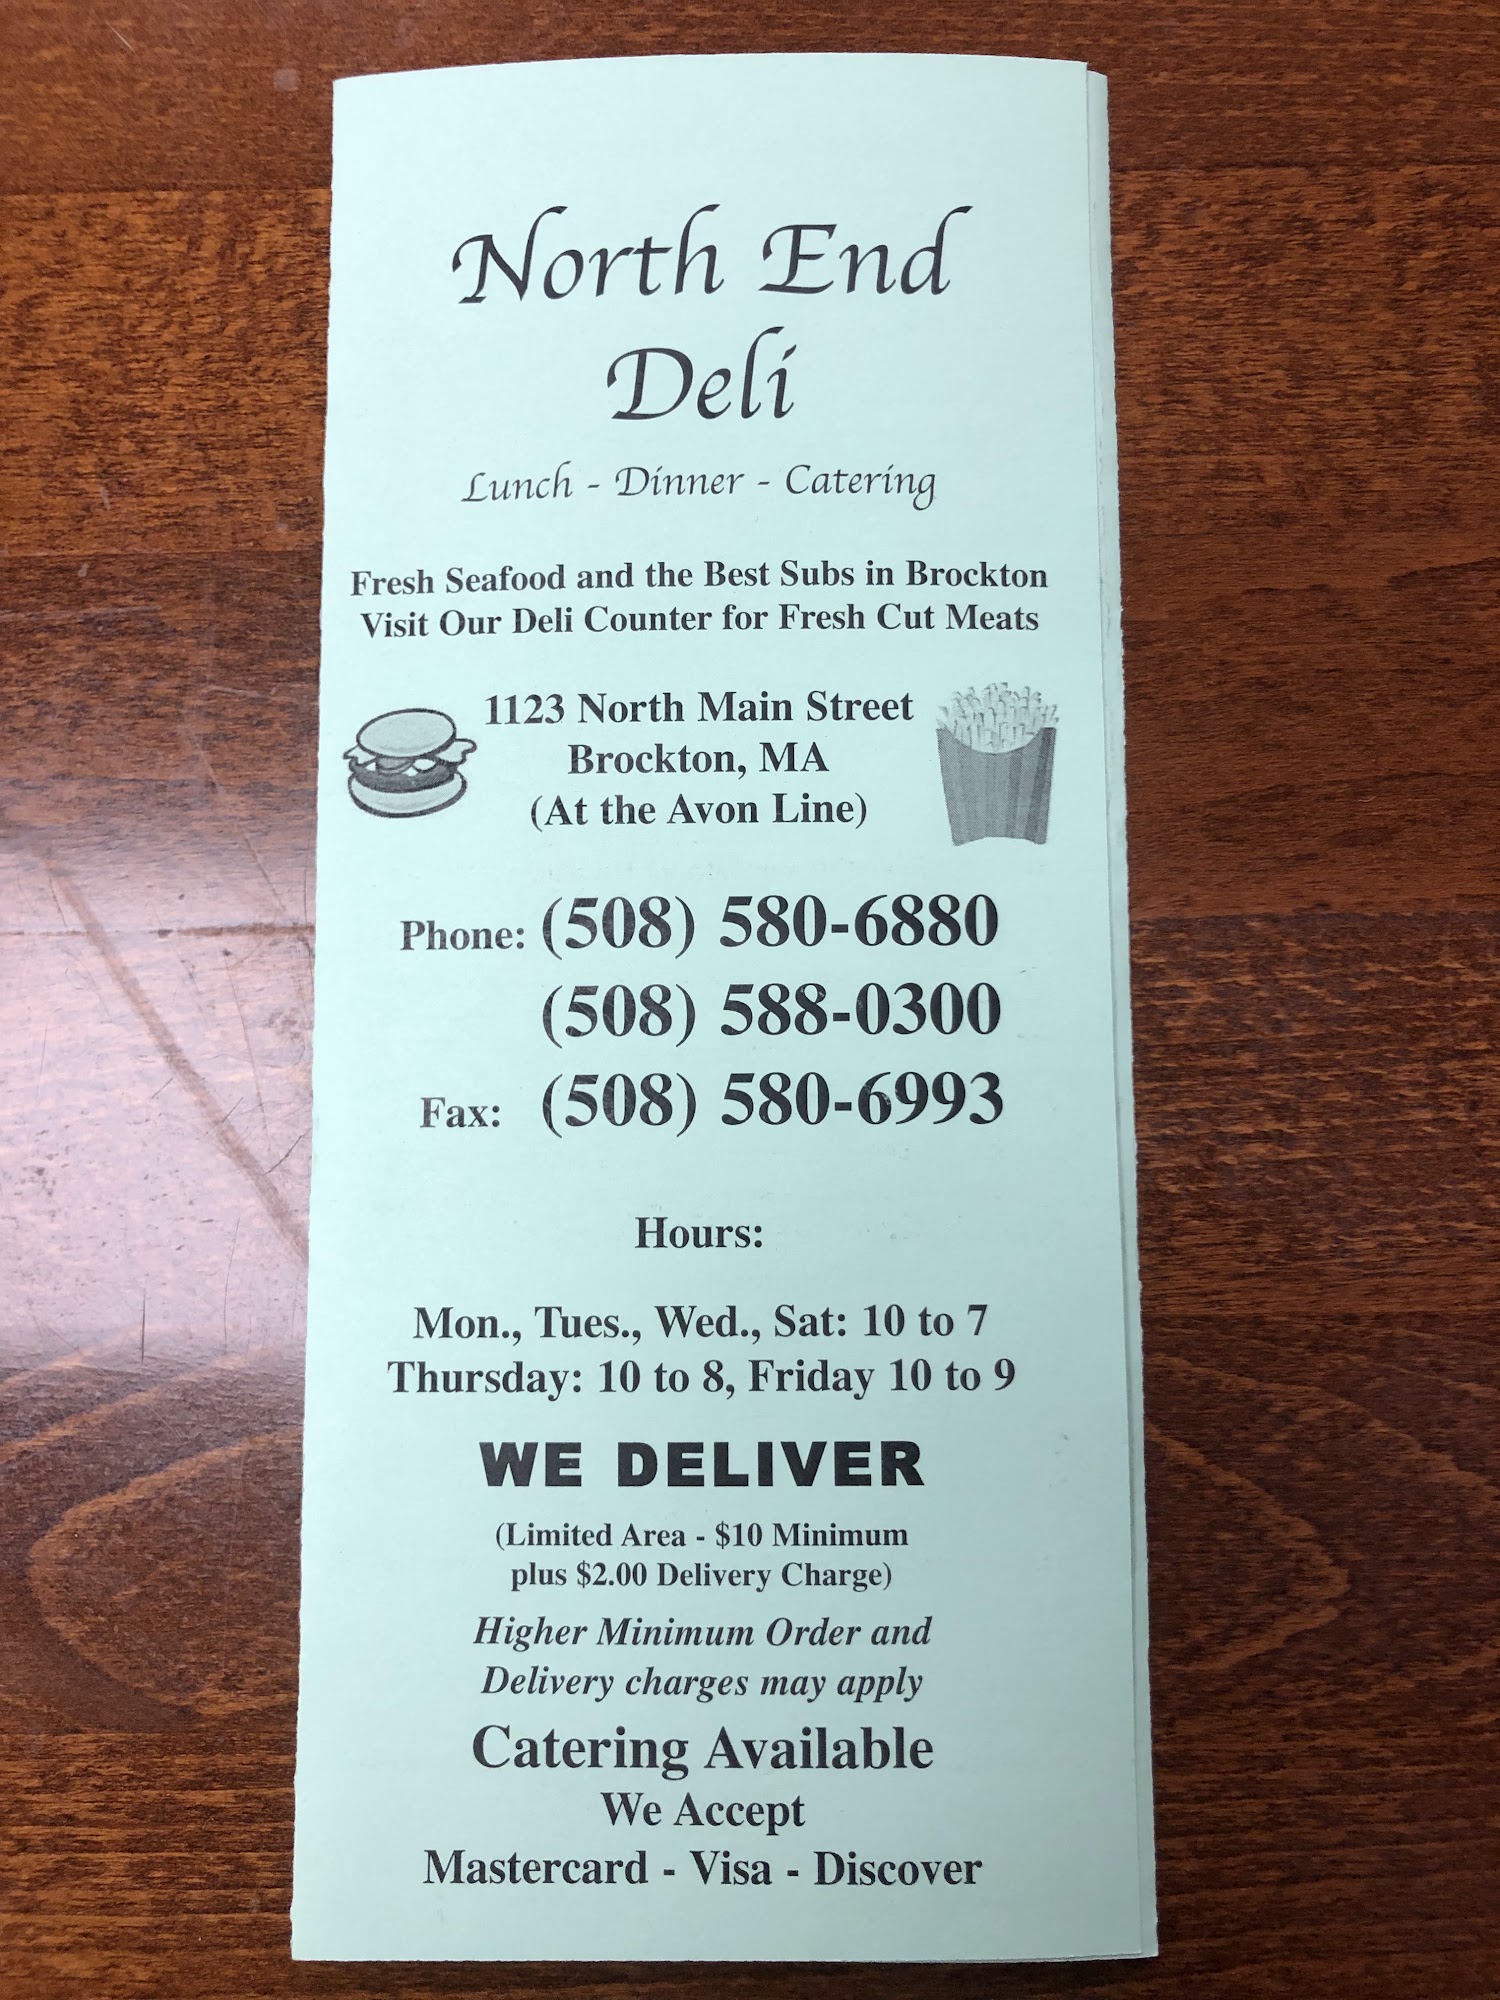 North End
Deli
Lunch - Dinner - Catering
Fresh Seafood and the Best Subs in Brockton
Visit Our Deli Counter for Fresh Cut Meats
1123 North Main Street
Brockton, MA
(At the Avon Line)
Phone: (508) 580-6880
(508) 588-0300
Fax: (508) 580-6993
Hours:
Mon., Tues., Wed., Sat: 10 to 7
Thursday: 10 to 8, Friday 10 to 9
WE DELIVER
(Limited Area - $10 Minimum
plus $2.00 Delivery Charge)
Higher Minimum Order and
Delivery charges may apply
Catering Available
We Accept
Mastercard - Visa - Discover